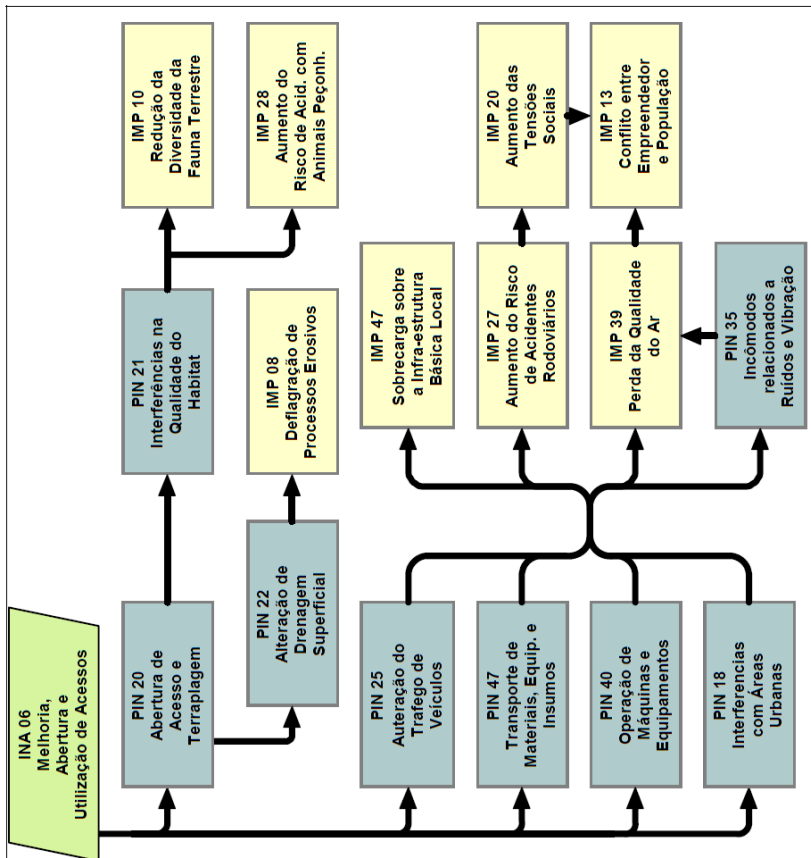 INA 06
Melhoria,
Abertura e
Utilização de Acessos
PIN 20
Abertura de
Acesso e
Terraplagem
PIN 21
Interferências na
Qualidade do
Habitat
IMP 10
Redução da
Diversidade da
Fauna Terrestre
IMP 28
Aumento do
Risco de Acid. com
Animais Peçonh.
PIN 22
Alteração de
Drenagem
Superficial
IMP 08
Deflagração de
Processos Erosivos
PIN 25
Auteração do
Trafego de
Veículos
IMP 47
Sobrecarga sobre
a Infra-estrutura
Básica Local
PIN 47
Transporte de
Materiais, Equip. e
Insumos
IMP 27
Aumento do Risco
de Acidentes
Rodoviários
IMP 20
Aumento das
Tensões
Sociais
PIN 40
Operação de
Máquinas e
Equipamentos
IMP 39
Perda da Qualidade
do Ar
IMP 13
Conflito entre
Empreendedor
e População
PIN 18
Interferencias
com Áreas
Urbanas
PIN 35
Incômodos
relacionados a
Ruídos e Vibração